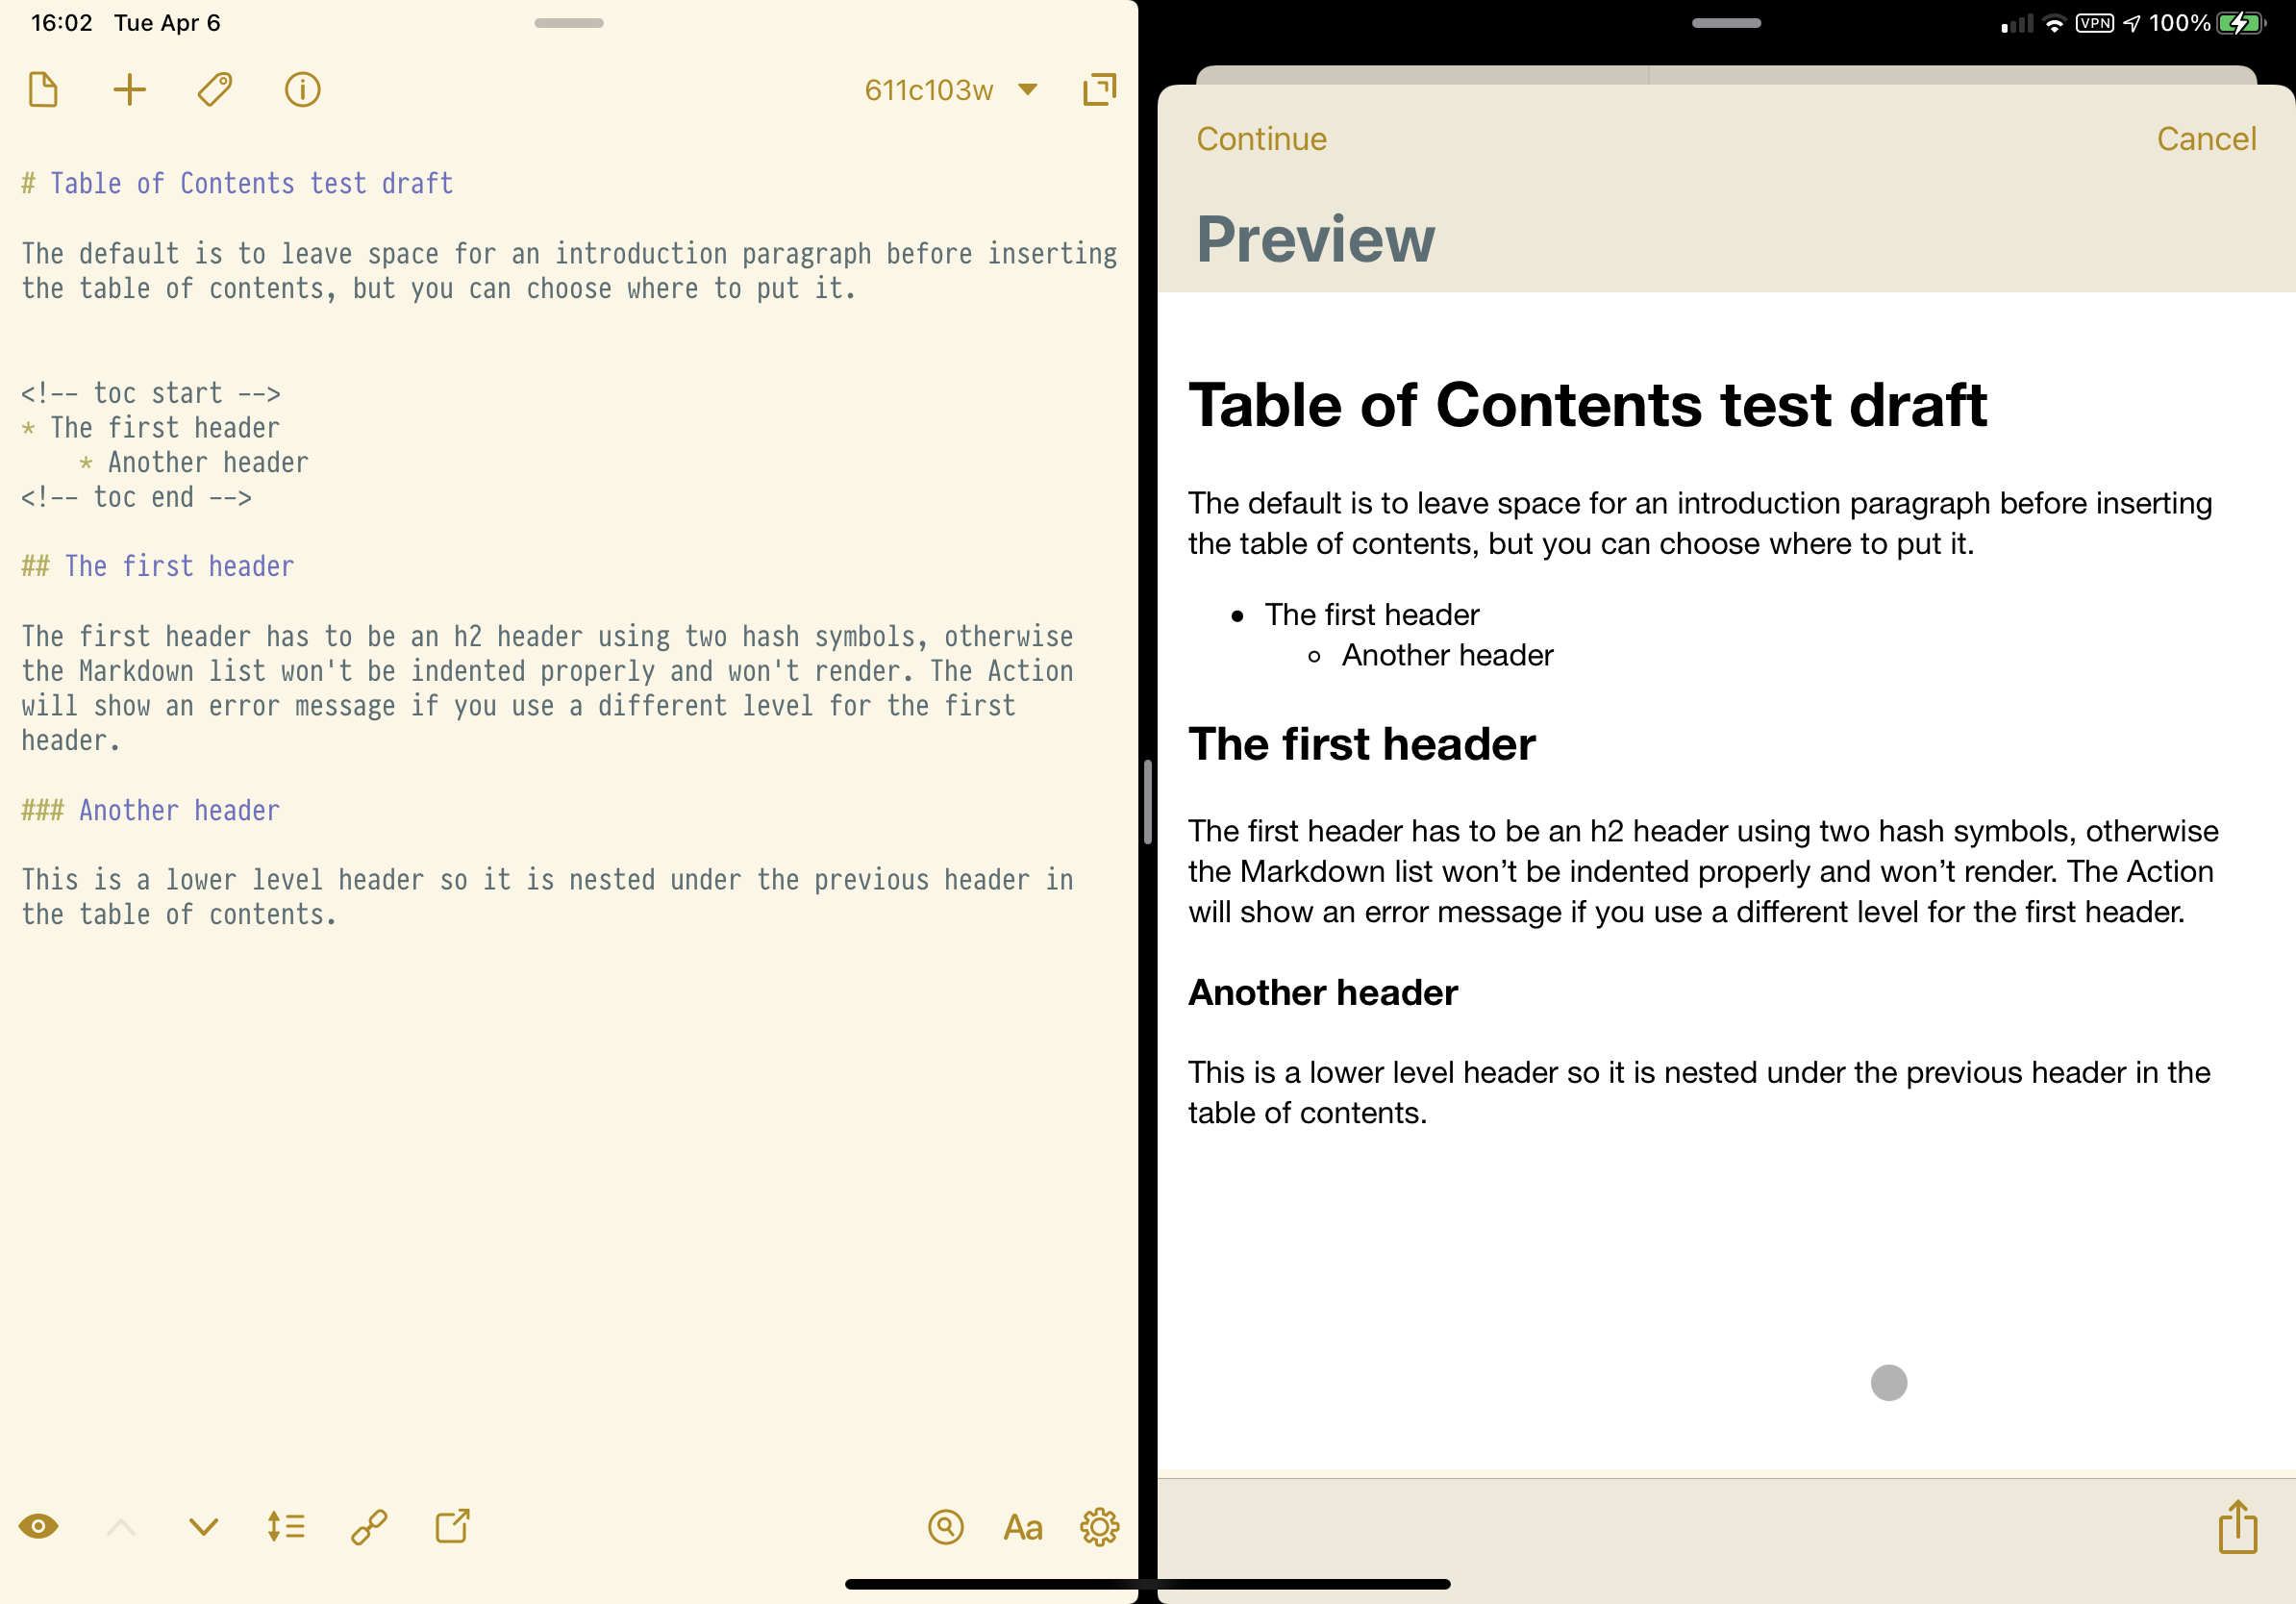 16:02 Tue Apr 6
611c103w
# Table of Contents test draft
The default is to leave space for an introduction paragraph before inserting
the table of contents, but you can choose where to put it.
<!-- toc start -->
* The first header
* Another header
<!-- toc end -->
## The first header
The first header has to be an h2 header using two hash symbols, otherwise
the Markdown list won't be indented properly and won't render. The Action
will show an error message if you use a different level for the first
header.
### Another header
This is a lower level header so it is nested under the previous header in
the table of contents.
Aa
VPN 100%
Continue
Cancel
Preview
Table of Contents test draft
The default is to leave space for an introduction paragraph before inserting
the table of contents, but you can choose where to put it.
• The first header
◦ Another header
The first header
The first header has to be an h2 header using two hash symbols, otherwise
the Markdown list won’t be indented properly and won’t render. The Action
will show an error message if you use a different level for the first header.
Another header
This is a lower level header so it is nested under the previous header in the
table of contents.